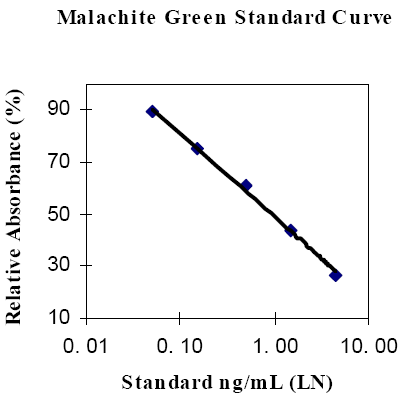 Malachite Green Standard Curve
Relative Absorbance (%)
90
70
50
30
10
0.01 0.10 1.00 10.00
Standard ng/mL (LN)